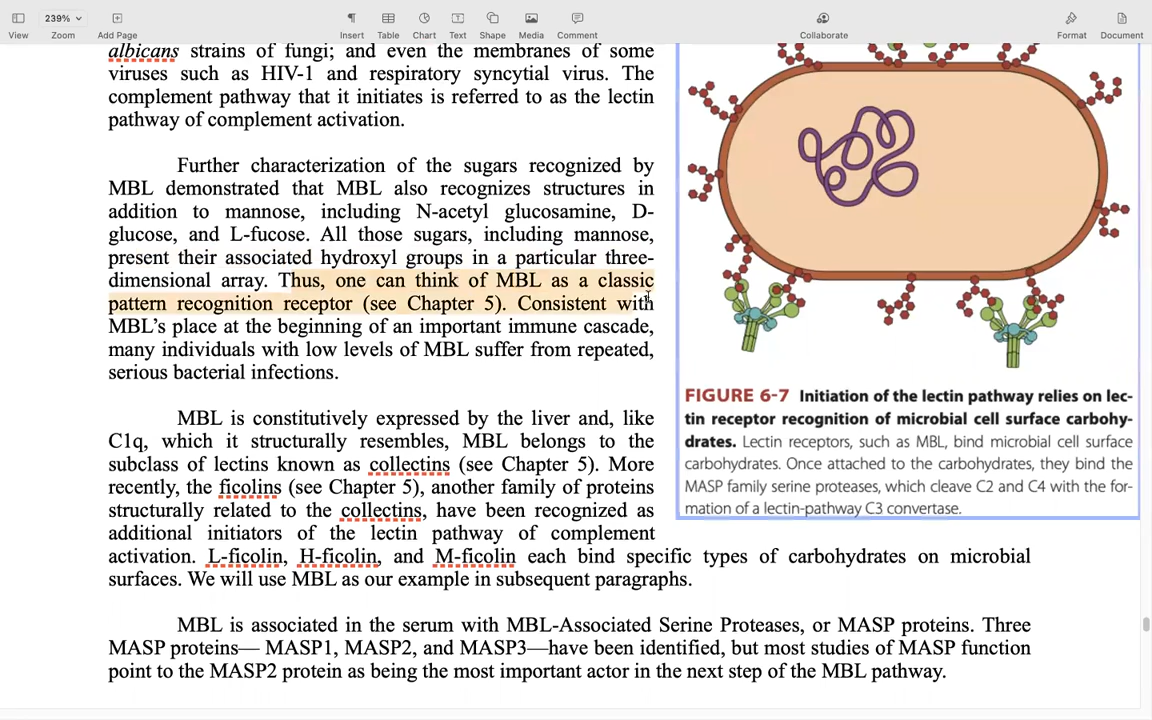 239%
View
Zoom
Add Page
Insert
Table
Chart
Text
Shape
Media
Comment
Collaborate
Format
Document
albicans strains of fungi; and even the membranes of some
viruses such as HIV-1 and respiratory syncytial virus. The
complement pathway that it initiates is referred to as the lectin
pathway of complement activation.
Further characterization of the sugars recognized by
MBL demonstrated that MBL also recognizes structures in
addition to mannose, including N-acetyl glucosamine, D-
glucose, and L-fucose. All those sugars, including mannose,
present their associated hydroxyl groups in a particular three-
dimensional array. Thus, one can think of MBL as a classic
pattern recognition receptor (see Chapter 5). Consistent with
MBL’s place at the beginning of an important immune cascade,
many individuals with low levels of MBL suffer from repeated,
serious bacterial infections.
MBL is constitutively expressed by the liver and, like
C1q, which it structurally resembles, MBL belongs to the
subclass of lectins known as collectins (see Chapter 5). More
recently, the ficolins (see Chapter 5), another family of proteins
structurally related to the collectins, have been recognized as
additional initiators of the lectin pathway of complement
activation. L-ficolin, H-ficolin, and M-ficolin each bind specific types of carbohydrates on microbial
surfaces. We will use MBL as our example in subsequent paragraphs.
MBL is associated in the serum with MBL-Associated Serine Proteases, or MASP proteins. Three
MASP proteins— MASP1, MASP2, and MASP3—have been identified, but most studies of MASP function
point to the MASP2 protein as being the most important actor in the next step of the MBL pathway.
FIGURE 6-7 Initiation of the lectin pathway relies on lec-
tin receptor recognition of microbial cell surface carbohy-
drates. Lectin receptors, such as MBL, bind microbial cell surface
carbohydrates. Once attached to the carbohydrates, they bind the
MASP family serine proteases, which cleave C2 and C4 with the for-
mation of a lectin-pathway C3 convertase.